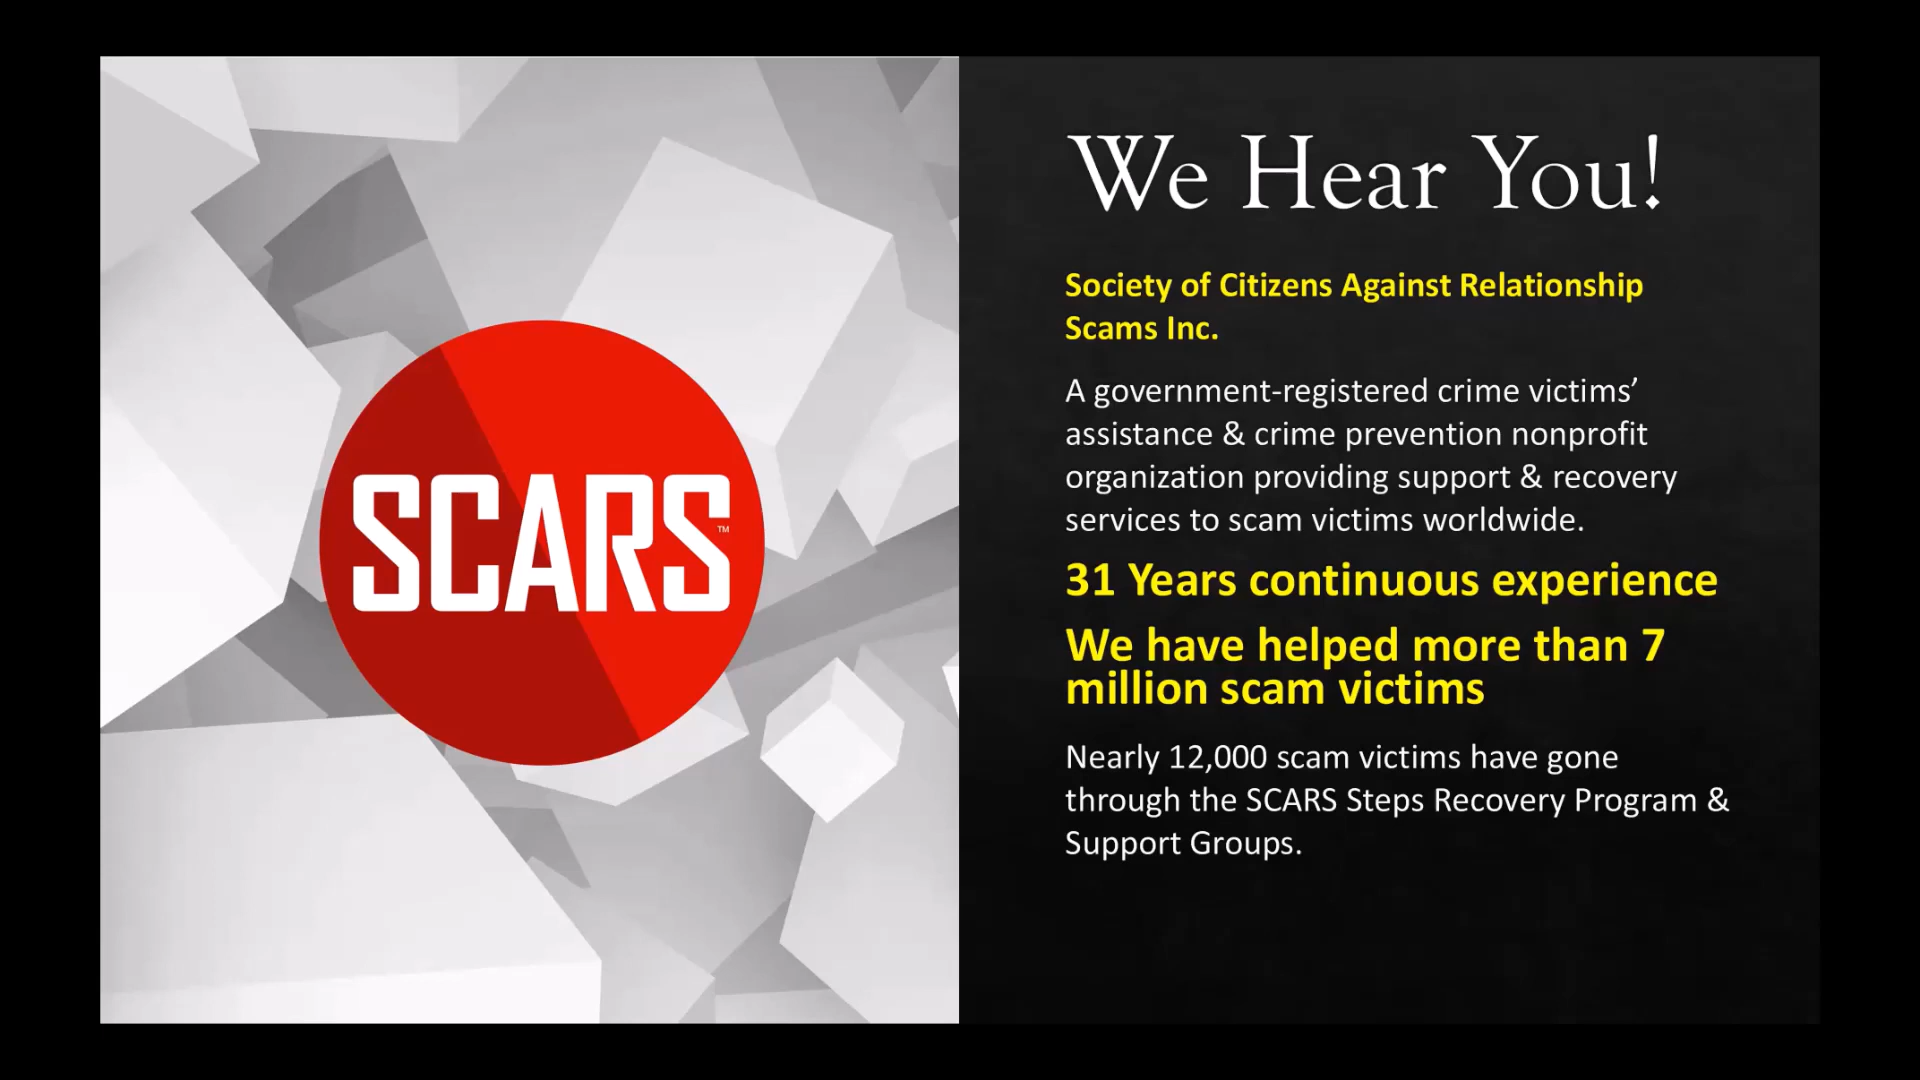 SCARS™
We Hear You!
Society of Citizens Against Relationship
Scams Inc.
A government-registered crime victims’
assistance & crime prevention nonprofit
organization providing support & recovery
services to scam victims worldwide.
31 Years continuous experience
We have helped more than 7
million scam victims
Nearly 12,000 scam victims have gone
through the SCARS Steps Recovery Program &
Support Groups.